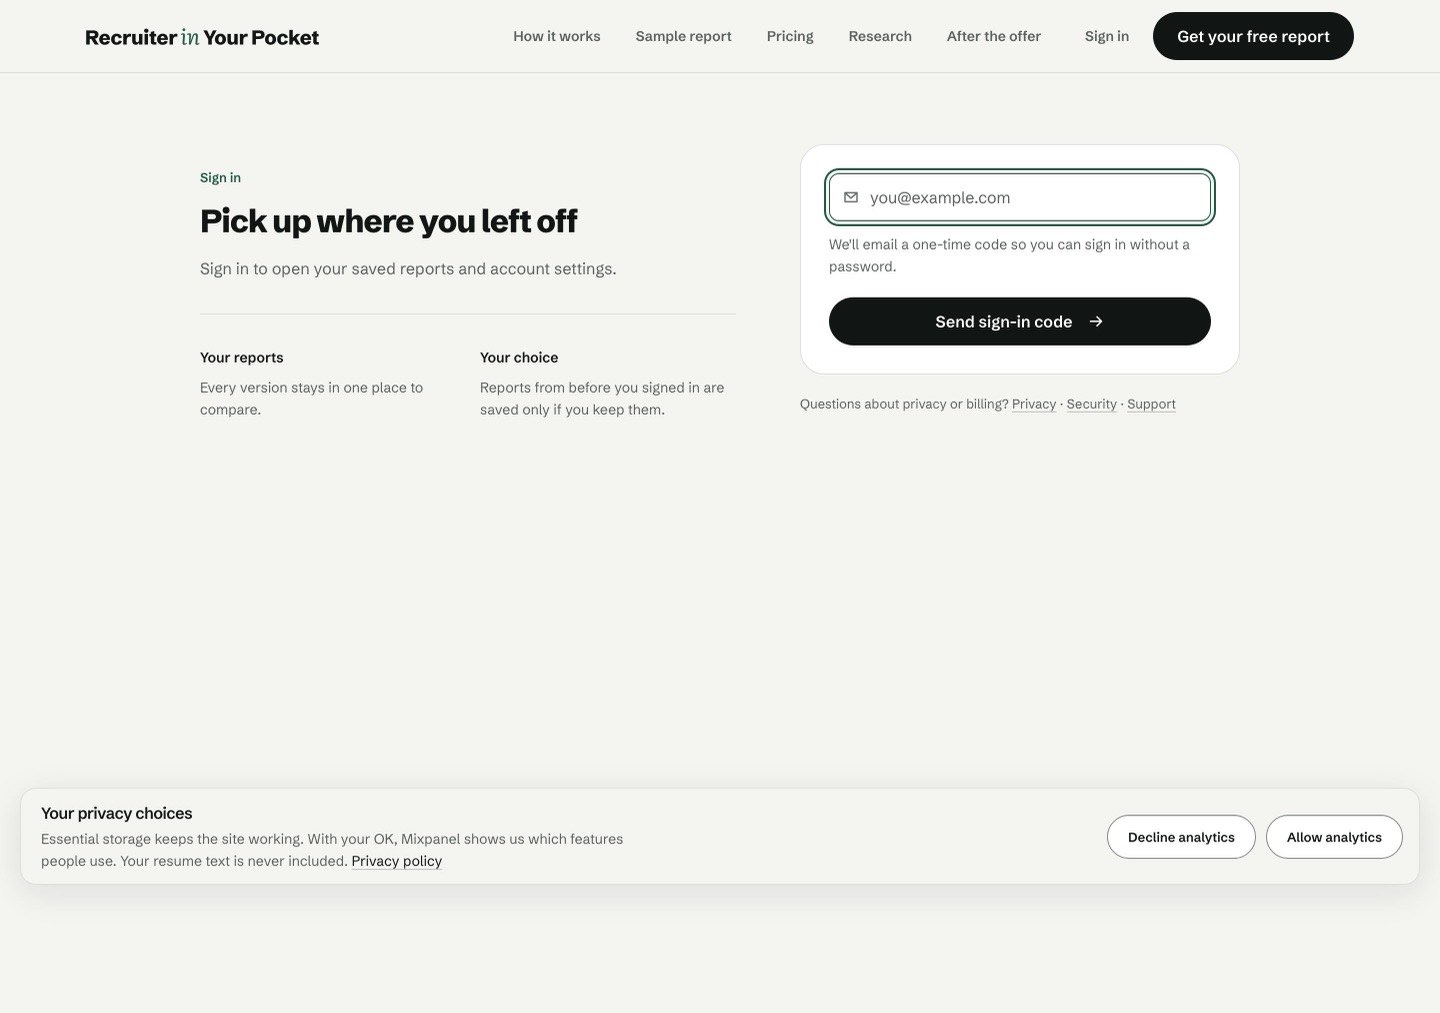 Recruiter in Your Pocket
How it works
Sample report
Pricing
Research
After the offer
Sign in
Get your free report
Sign in
Pick up where you left off
Sign in to open your saved reports and account settings.
Your reports
Every version stays in one place to
compare.
Your choice
Reports from before you signed in are
saved only if you keep them.
you@example.com
We'll email a one-time code so you can sign in without a
password.
Send sign-in code →
Questions about privacy or billing? Privacy · Security · Support
Your privacy choices
Essential storage keeps the site working. With your OK, Mixpanel shows us which features
people use. Your resume text is never included. Privacy policy
Decline analytics
Allow analytics